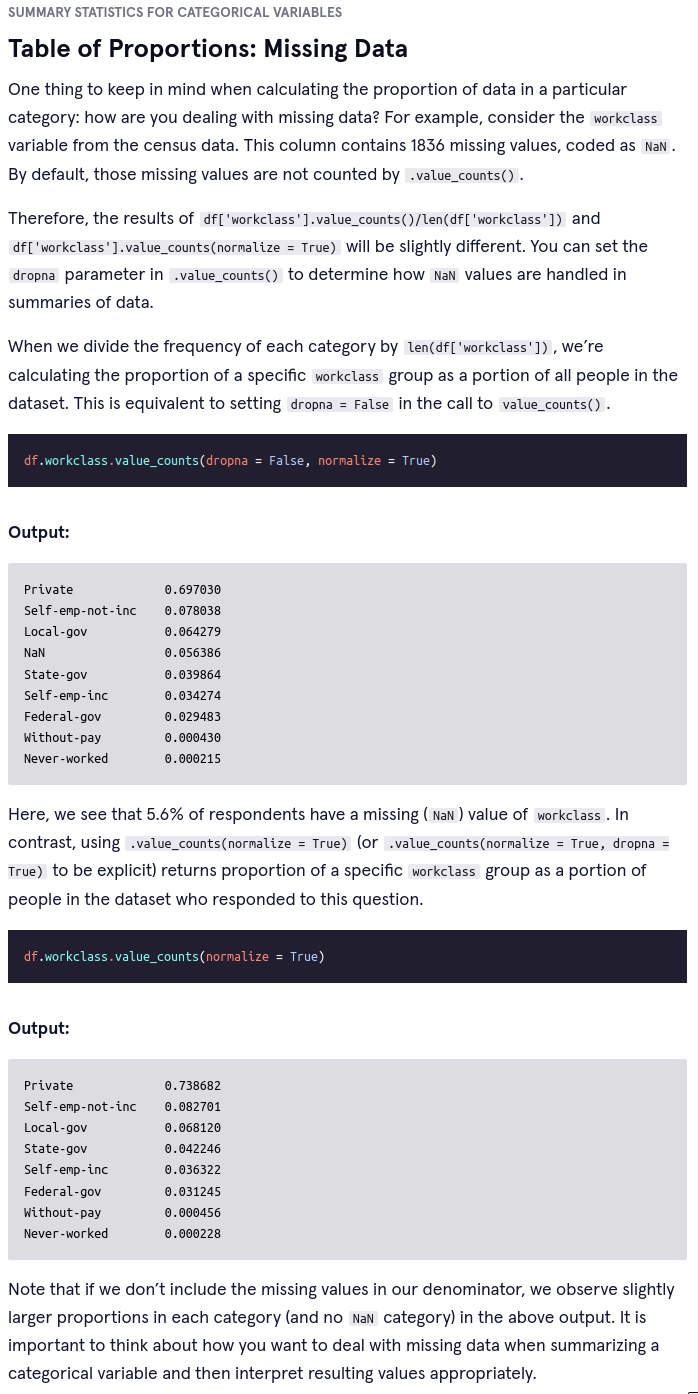 SUMMARY STATISTICS FOR CATEGORICAL VARIABLES
Table of Proportions: Missing Data
One thing to keep in mind when calculating the proportion of data in a particular
category: how are you dealing with missing data? For example, consider the workclass
variable from the census data. This column contains 1836 missing values, coded as NaN.
By default, those missing values are not counted by .value_counts().
Therefore, the results of df['workclass'].value_counts()/len(df['workclass']) and
df['workclass'].value_counts(normalize = True) will be slightly different. You can set the
dropna parameter in .value_counts() to determine how NaN values are handled in
summaries of data.
When we divide the frequency of each category by len(df['workclass']), we’re
calculating the proportion of a specific workclass group as a portion of all people in the
dataset. This is equivalent to setting dropna = False in the call to value_counts().
df.workclass.value_counts(dropna = False, normalize = True)
Output:
Private 0.697030
Self-emp-not-inc 0.078038
Local-gov 0.064279
NaN 0.056386
State-gov 0.039864
Self-emp-inc 0.034274
Federal-gov 0.029483
Without-pay 0.000430
Never-worked 0.000215
Here, we see that 5.6% of respondents have a missing (NaN) value of workclass. In
contrast, using .value_counts(normalize = True) (or .value_counts(normalize = True, dropna =
True) to be explicit) returns proportion of a specific workclass group as a portion of
people in the dataset who responded to this question.
df.workclass.value_counts(normalize = True)
Output:
Private 0.738682
Self-emp-not-inc 0.082701
Local-gov 0.068120
State-gov 0.042246
Self-emp-inc 0.036322
Federal-gov 0.031245
Without-pay 0.000456
Never-worked 0.000228
Note that if we don’t include the missing values in our denominator, we observe slightly
larger proportions in each category (and no NaN category) in the above output. It is
important to think about how you want to deal with missing data when summarizing a
categorical variable and then interpret resulting values appropriately.